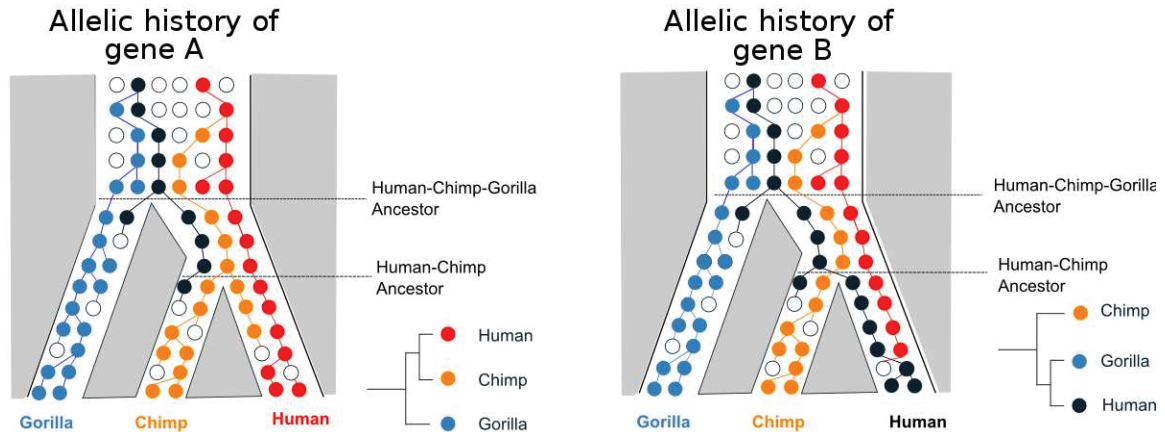 Allelic history of
gene A
Human-Chimp-Gorilla
Ancestor
Human-Chimp
Ancestor
Human
Chimp
Gorilla
Gorilla
Chimp
Human
Allelic history of
gene B
Human-Chimp-Gorilla
Ancestor
Human-Chimp
Ancestor
Chimp
Gorilla
Human
Gorilla
Chimp
Human